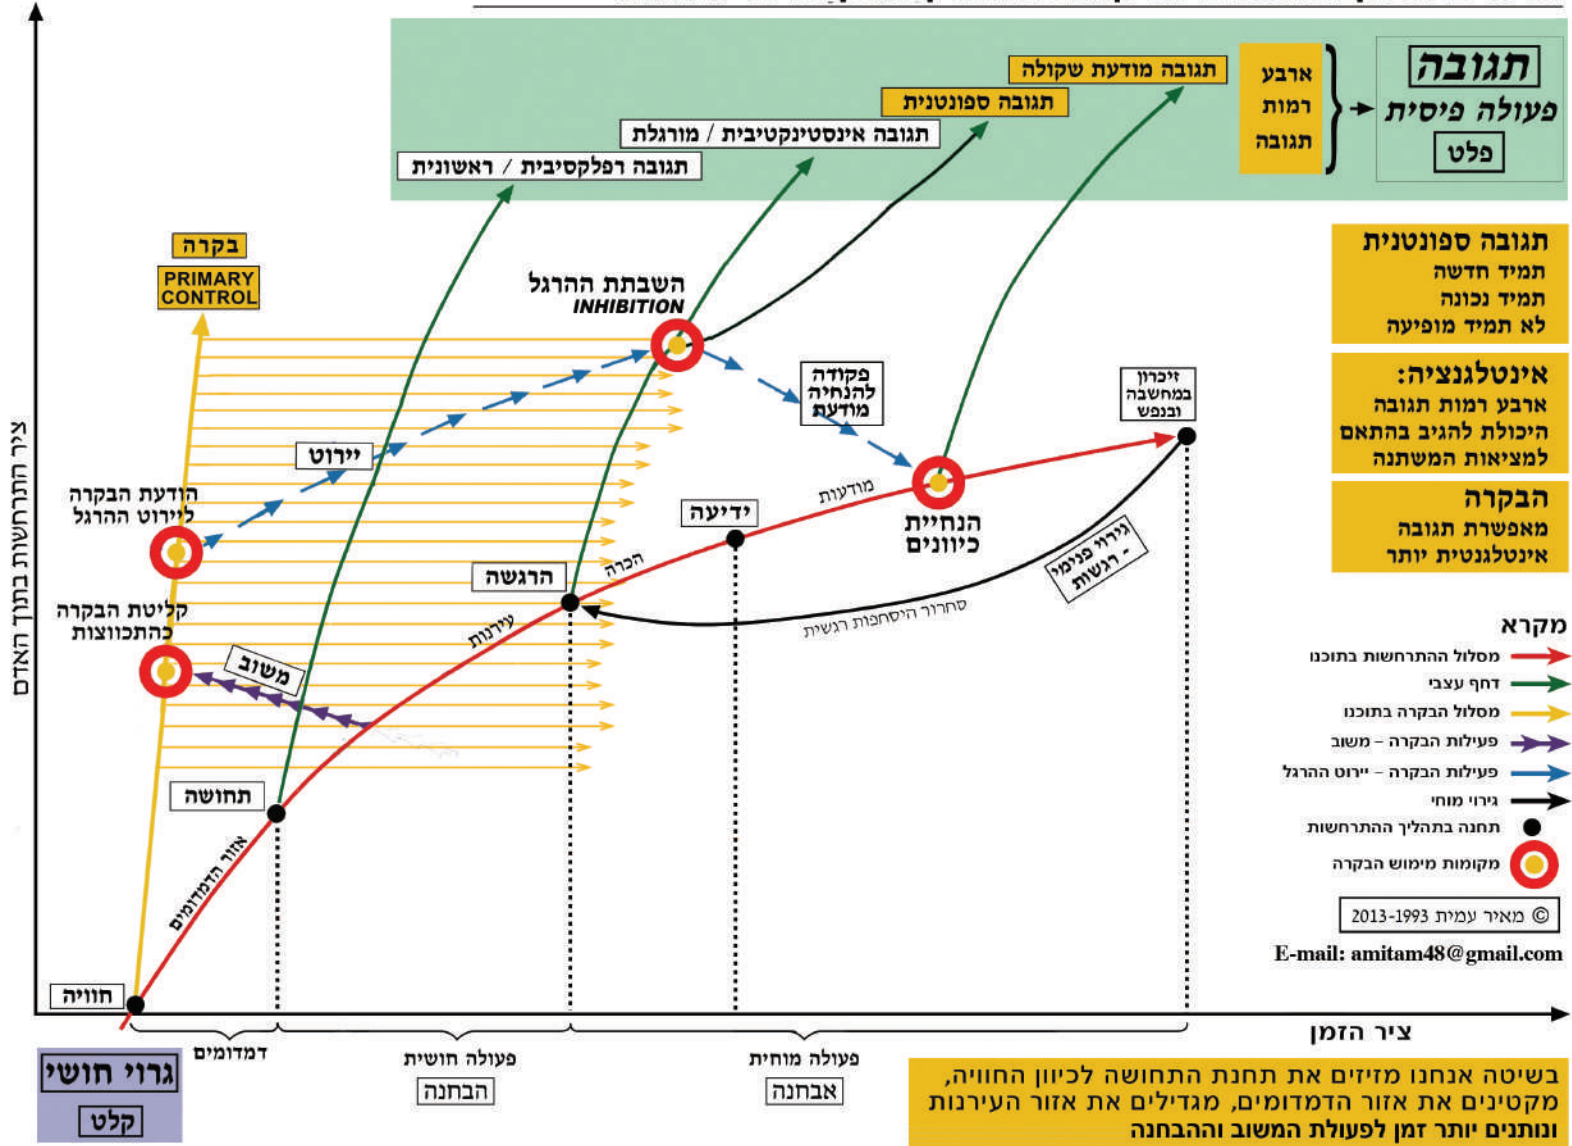 תגובה
פעולה פיסית
פלט
ארבע
רמות
תגובה
תגובה מודעת שקולה
תגובה ספונטנית
תגובה אינסטינקטיבית / מורגלת
תגובה רפלקסיבית / ראשונית
בקרה
PRIMARY
CONTROL
השבתת ההרגל
INHIBITION
תגובה ספונטנית
תמיד חדשה
תמיד נכונה
לא תמיד מופיעה
אינטלגנציה:
ארבע רמות תגובה
היכולת להגיב בהתאם
למציאות המשתנה
הבקרה
מאפשרת תגובה
אינטלגנטית יותר
זיכרון
במחשבה
ובנפש
פקודה
להנחיה
מודעת
יירוט
הודעת הבקרה
ליירוט ההרגל
קליטת הבקרה
כהתכווצות
משוב
הנחיית
כיוונים
מודעות
ידיעה
הכרה
הרגשה
עירנות
גירוי פנימי
- רגשות
סחרור היסחפות רגשית
תחושה
אזור הדמדומים
חוויה
ציר התרחשות בתוך האדם
ציר הזמן
מקרא
מסלול ההתרחשות בתוכנו
דחף עצבי
מסלול הבקרה בתוכנו
פעילות הבקרה – משוב
פעילות הבקרה – יירוט ההרגל
גירוי מוחי
תחנה בתהליך ההתרחשות
מקומות מימוש הבקרה
© מאיר עמית 2013-1993
E-mail: amitam48@gmail.com
דמדומים
פעולה חושית
הבחנה
פעולה מוחית
אבחנה
גרוי חושי
קלט
בשיטה אנחנו מזיזים את תחנת התחושה לכיוון החוויה,
מקטינים את אזור הדמדומים, מגדילים את אזור העירנות
ונותנים יותר זמן לפעולת המשוב וההבחנה